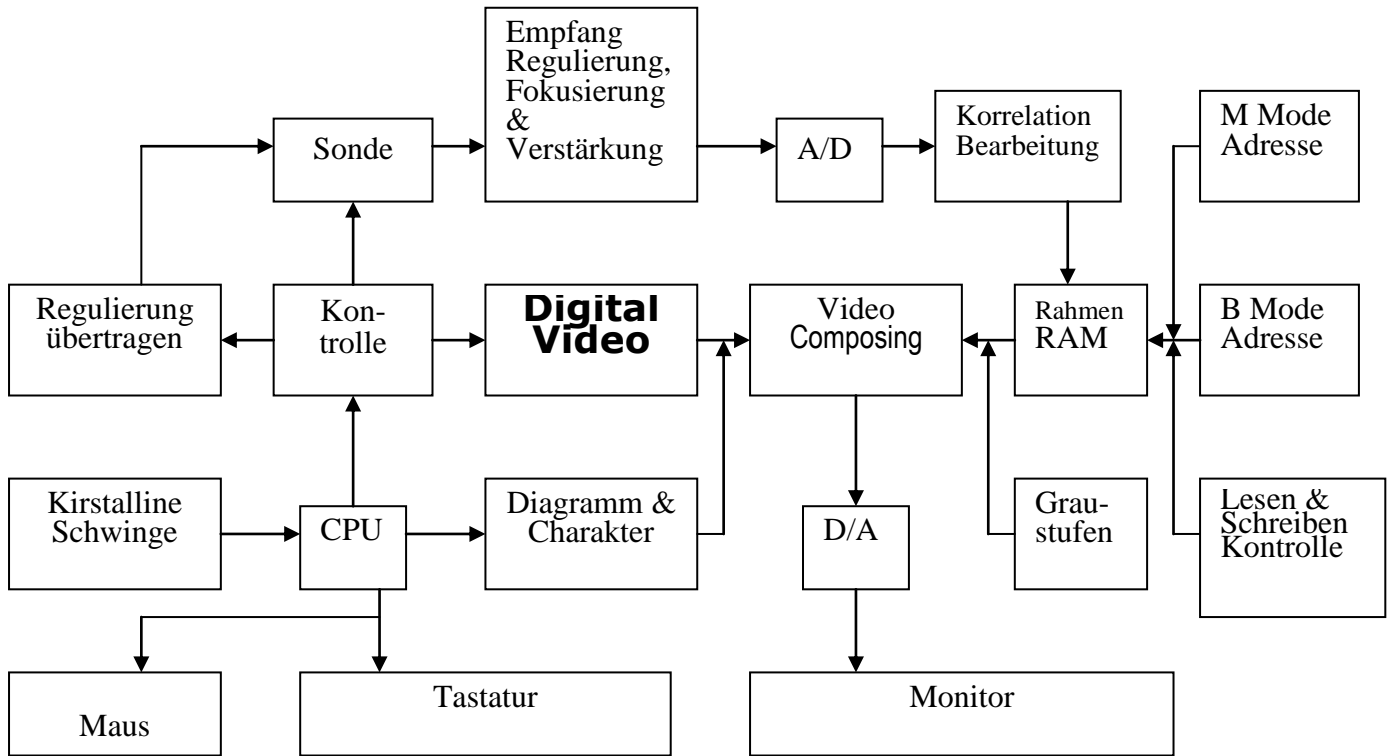 Empfang
Regulierung,
Fokusierung
&
Verstärkung
Sonde
A/D
Korrelation
Bearbeitung
M Mode
Adresse
Regulierung
übertragen
Kon-
trolle
Digital
Video
Video
Composing
Rahmen
RAM
B Mode
Adresse
Kirstalline
Schwinge
CPU
Diagramm &
Charakter
D/A
Grau-
stufen
Lesen &
Schreiben
Kontrolle
Maus
Tastatur
Monitor